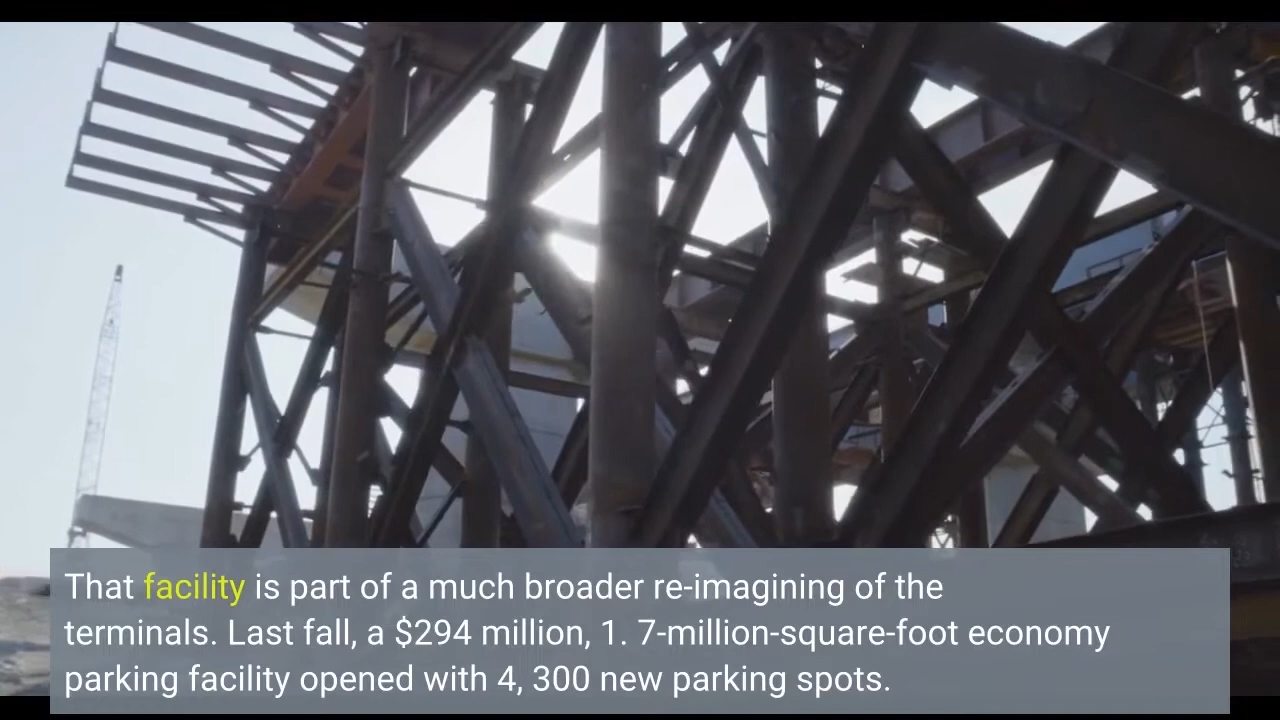 That facility is part of a much broader re-imagining of the
terminals. Last fall, a $294 million, 1. 7-million-square-foot economy
parking facility opened with 4, 300 new parking spots.